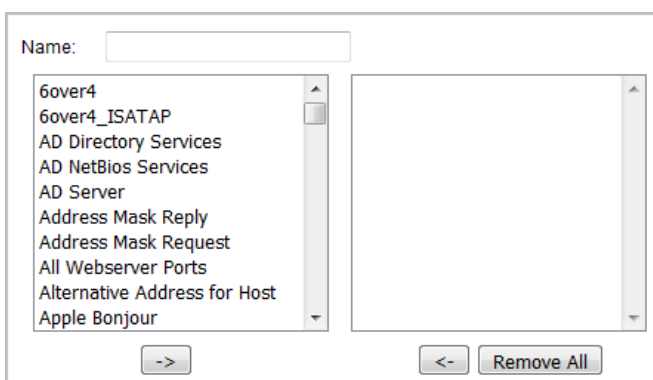 Name:
6over4
6over4_ISATAP
AD Directory Services
AD NetBios Services
AD Server
Address Mask Reply
Address Mask Request
All Webserver Ports
Alternative Address for Host
Apple Bonjour
->
<- Remove All